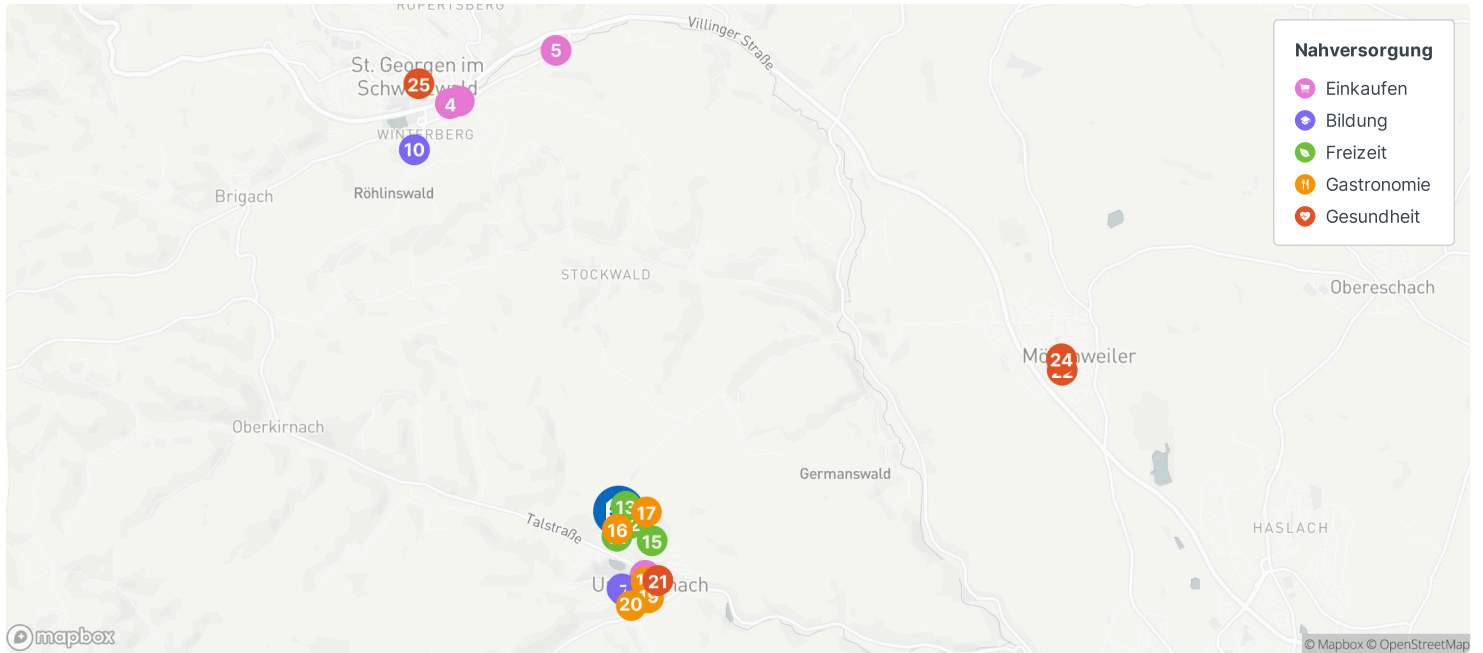 RUPERTSBERG
Villinger Straße
5
St. Georgen im
25
4
WINTERBERG
10
Röhlinswald
Brigach
STOCKWALD
Nahversorgung
Einkaufen
Bildung
Freizeit
Gastronomie
Gesundheit
Obereschach
24
Oberkirnach
Germanswald
13
17
16
15
Talstraße
HASLACH
21
20
19
mapbox
© Mapbox © OpenStreetMap